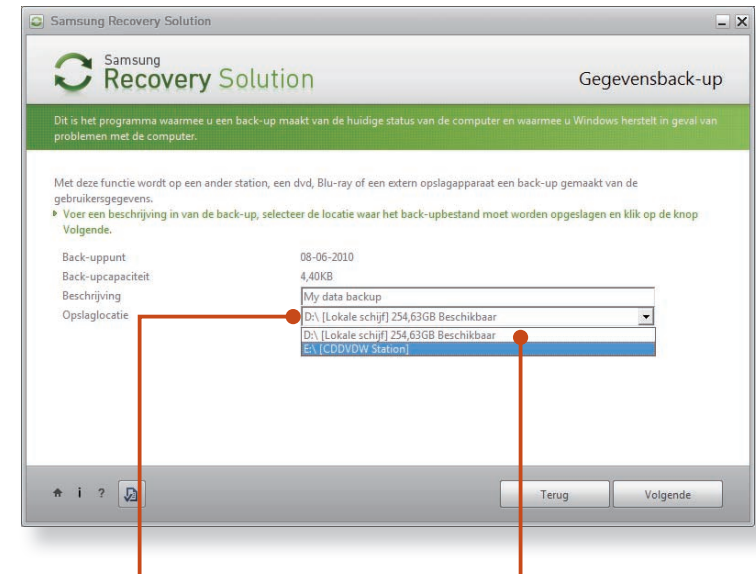 Samsung Recovery Solution
Samsung
Recovery Solution
Gegevensback-up
Dit is het programma waarmee u een back-up maakt van de huidige status van de computer en waarmee u Windows herstelt in geval van
problemen met de computer.
Met deze functie wordt op een ander station, een dvd, Blu-ray of een extern opslagapparaat een back-up gemaakt van de
gebruikersgegevens.
Voer een beschrijving in van de back-up, selecteer de locatie waar het back-upbestand moet worden opgeslagen en klik op de knop
Volgende.
Back-uppunt 08-06-2010
Back-upcapaciteit 4,40KB
Beschrijving My data backup
Opslaglocatie D:\ [Lokale schijf] 254,63GB Beschikbaar
D:\ [Lokale schijf] 254,63GB Beschikbaar
E:\ [CDDVDW Station]
i ? Terug Volgende